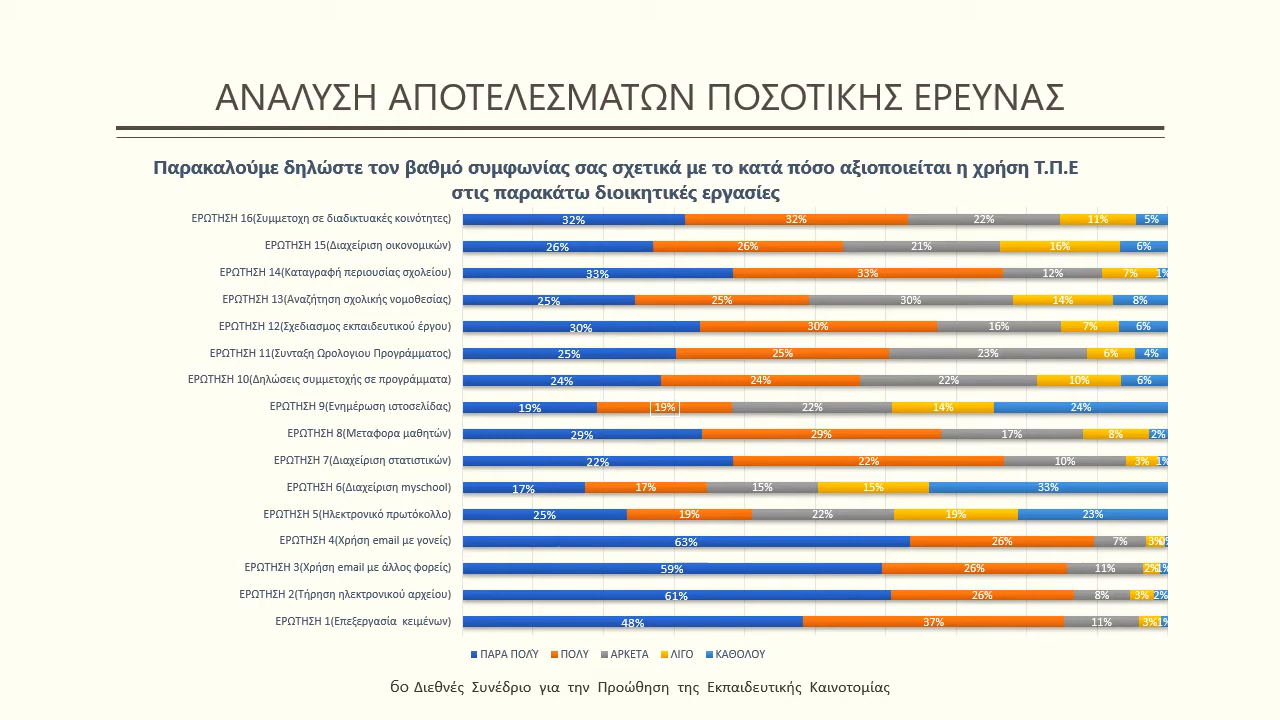 ΑΝΑΛΥΣΗ ΑΠΟΤΕΛΕΣΜΑΤΩΝ ΠΟΣΟΤΙΚΗΣ ΕΡΕΥΝΑΣ
Παρακαλούμε δηλώστε τον βαθμό συμφωνίας σας σχετικά με το κατά πόσο αξιοποιείται η χρήση Τ.Π.Ε
στις παρακάτω διοικητικές εργασίες
ΕΡΩΤΗΣΗ 16(Συμμετοχη σε διαδικτυακές κοινότητες) 32% 32% 22% 11% 5%
ΕΡΩΤΗΣΗ 15(Διαχείριση οικονομικών) 26% 26% 21% 16% 6%
ΕΡΩΤΗΣΗ 14(Καταγραφή περιουσίας σχολείου) 33% 33% 12% 7% 1%
ΕΡΩΤΗΣΗ 13(Αναζήτηση σχολικής νομοθεσίας) 25% 25% 30% 14% 8%
ΕΡΩΤΗΣΗ 12(Σχεδιασμος εκπαιδευτικού έργου) 30% 30% 16% 7% 6%
ΕΡΩΤΗΣΗ 11(Συνταξη Ωρολογιου Προγράμματος) 25% 25% 23% 6% 4%
ΕΡΩΤΗΣΗ 10(Δηλώσεις συμμετοχής σε προγράμματα) 24% 24% 22% 10% 6%
ΕΡΩΤΗΣΗ 9(Ενημέρωση ιστοσελίδας) 19% 19% 22% 14% 24%
ΕΡΩΤΗΣΗ 8(Μεταφορα μαθητών) 29% 29% 17% 8% 2%
ΕΡΩΤΗΣΗ 7(Διαχείριση στατιστικών) 22% 22% 10% 3% 1%
ΕΡΩΤΗΣΗ 6(Διαχείριση myschool) 17% 17% 15% 15% 33%
ΕΡΩΤΗΣΗ 5(Ηλεκτρονικό πρωτόκολλο) 25% 19% 22% 19% 23%
ΕΡΩΤΗΣΗ 4(Χρήση email με γονείς) 63% 26% 7% 3% 0%
ΕΡΩΤΗΣΗ 3(Χρήση email με άλλος φορείς) 59% 26% 11% 2% 1%
ΕΡΩΤΗΣΗ 2(Τήρηση ηλεκτρονικού αρχείου) 61% 26% 8% 3% 2%
ΕΡΩΤΗΣΗ 1(Επεξεργασία κειμένων) 48% 37% 11% 3% 1%
ΠΑΡΑ ΠΟΛΎ ΠΟΛΥ ΑΡΚΕΤΑ ΛΙΓΟ ΚΑΘΟΛΟΥ
6ο Διεθνές Συνέδριο για την Προώθηση της Εκπαιδευτικής Καινοτομίας